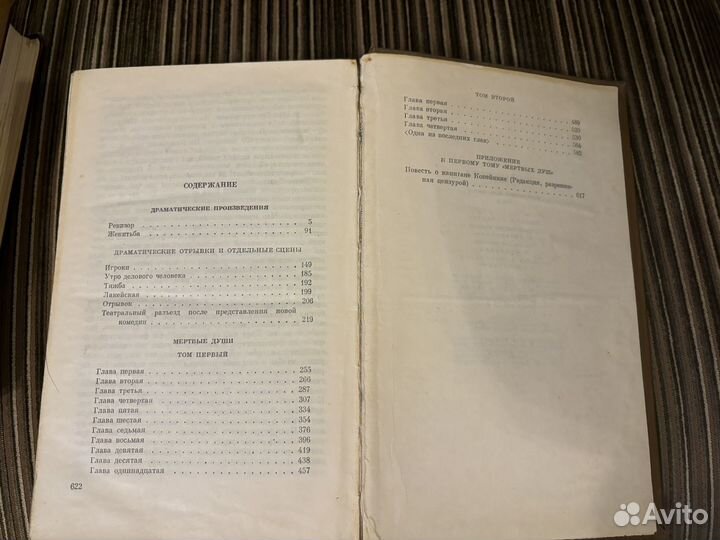 СОДЕРЖАНИЕ
ДРАМАТИЧЕСКИЕ ПРОИЗВЕДЕНИЯ
Ревизор . . . . . . . . . . 5
Женитьба . . . . . . . . . . 91
ДРАМАТИЧЕСКИЕ ОТРЫВКИ И ОТДЕЛЬНЫЕ СЦЕНЫ
Игроки . . . . . . . . . . 149
Утро делового человека . . . . . . . . . . 185
Тяжба . . . . . . . . . . 192
Лакейская . . . . . . . . . . 199
Отрывок . . . . . . . . . . 206
Театральный разъезд после представления новой
комедии . . . . . . . . . . 219
МЕРТВЫЕ ДУШИ
ТОМ ПЕРВЫЙ
Глава первая . . . . . . . . . . 255
Глава вторая . . . . . . . . . . 266
Глава третья . . . . . . . . . . 287
Глава четвертая . . . . . . . . . . 307
Глава пятая . . . . . . . . . . 334
Глава шестая . . . . . . . . . . 354
Глава седьмая . . . . . . . . . . 376
Глава восьмая . . . . . . . . . . 396
Глава девятая . . . . . . . . . . 419
Глава десятая . . . . . . . . . . 438
Глава одиннадцатая . . . . . . . . . . 457
622
ТОМ ВТОРОЙ
Глава первая . . . . . . . . . . 489
Глава вторая . . . . . . . . . .
Глава третья . . . . . . . . . .
Глава четвертая . . . . . . . . . .
<Одна из последних глав> . . . . . . . . . .
ПРИЛОЖЕНИЕ
К ПЕРВОМУ ТОМУ «МЕРТВЫХ ДУШ»
Повесть о капитане Копейкине (Редакция, разрешен-
ная цензурой) . . . . . . . . . . 617
Avito